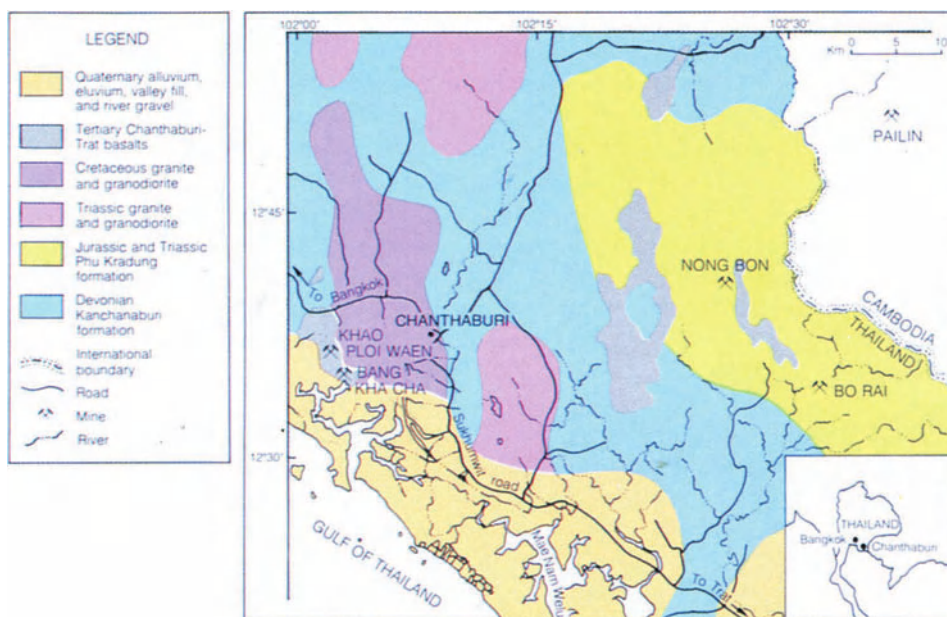 LEGEND
Quaternary alluvium,
eluvium, valley fill,
and river gravel
Tertiary Chanthaburi-
Trat basalts
Cretaceous granite
and granodiorite
Triassic granite
and granodiorite
Jurassic and Triassic
Phu Kradung
formation
Devonian
Kanchanaburi
formation
International
boundary
Road
Mine
River
102°00'
102°15'
102°30'
Km
0 5 10
PAILIN
12°45'
To Bangkok
NONG BON
CAMBODIA
THAILAND
CHANTHABURI
KHAO
PLOI WAEN
BANG
KHA CHA
BO RAI
12°30'
Sukhumwit road
GULF OF THAILAND
Mae Nam Welu
To Trat
THAILAND
Bangkok
Chanthaburi